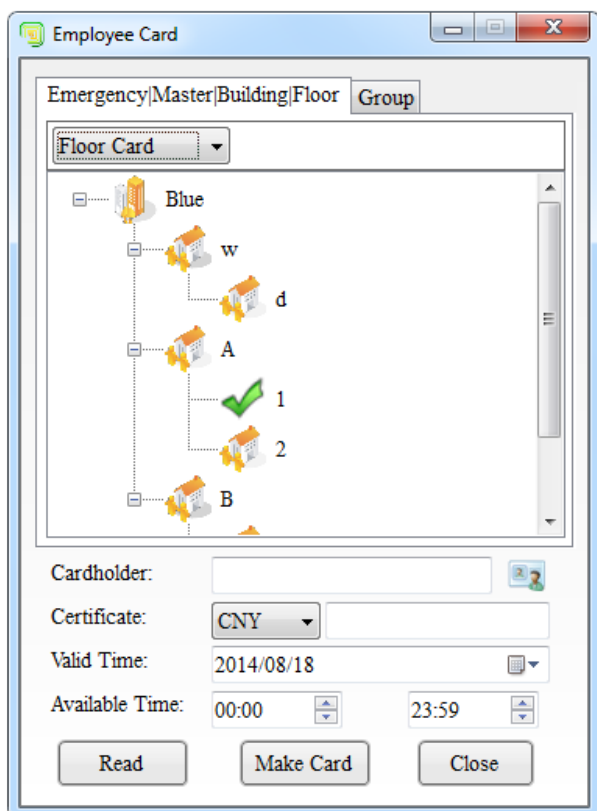 Employee Card
Emergency|Master|Building|Floor Group
Floor Card
Blue
w
d
A
1
2
B
Cardholder:
Certificate: CNY
Valid Time: 2014/08/18
Available Time: 00:00 23:59
Read Make Card Close